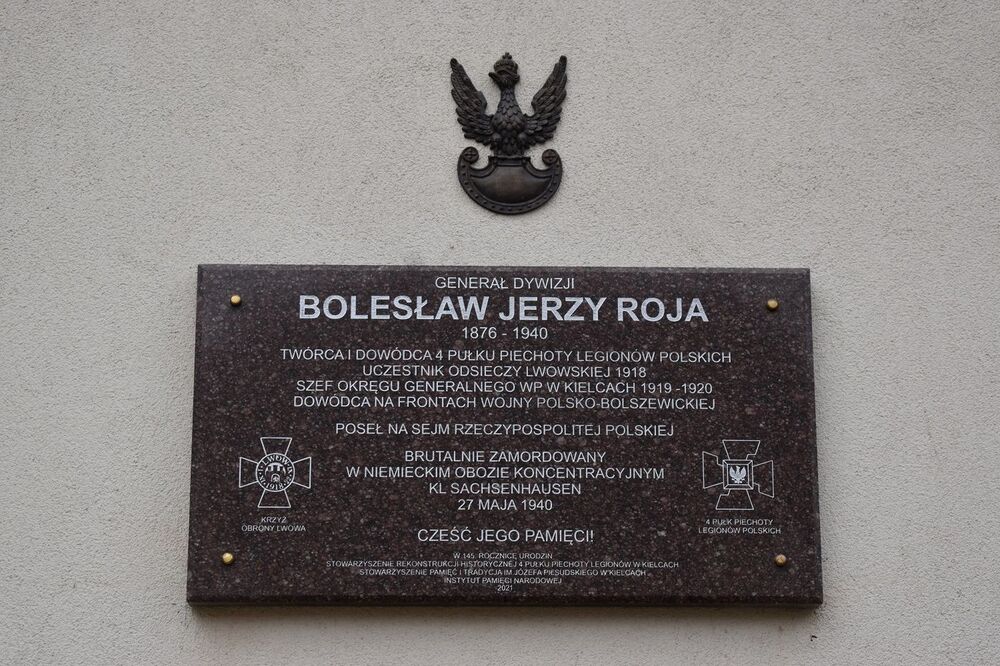 GENERAŁ DYWIZJI
BOLESŁAW JERZY ROJA
1876 - 1940
TWÓRCA I DOWÓDCA 4 PUŁKU PIECHOTY LEGIONÓW POLSKICH
UCZESTNIK ODSIECZY LWOWSKIEJ 1918
SZEF OKRĘGU GENERALNEGO WP W KIELCACH 1919 -1920
DOWÓDCA NA FRONTACH WOJNY POLSKO-BOLSZEWICKIEJ
POSEŁ NA SEJM RZECZYPOSPOLITEJ POLSKIEJ
BRUTALNIE ZAMORDOWANY
W NIEMIECKIM OBOZIE KONCENTRACYJNYM
KL SACHSENHAUSEN
27 MAJA 1940
LWÓW
1918
KRZYŻ
OBRONY LWOWA
4 PUŁK PIECHOTY
LEGIONÓW POLSKICH
CZEŚĆ JEGO PAMIĘCI!
W 145. ROCZNICĘ URODZIN
STOWARZYSZENIE REKONSTRUKCJI HISTORYCZNEJ 4 PUŁKU PIECHOTY LEGIONÓW W KIELCACH
STOWARZYSZENIE PAMIĘĆ I TRADYCJA IM JÓZEFA PIŁSUDSKIEGO W KIELCACH
INSTYTUT PAMIĘCI NARODOWEJ
2021